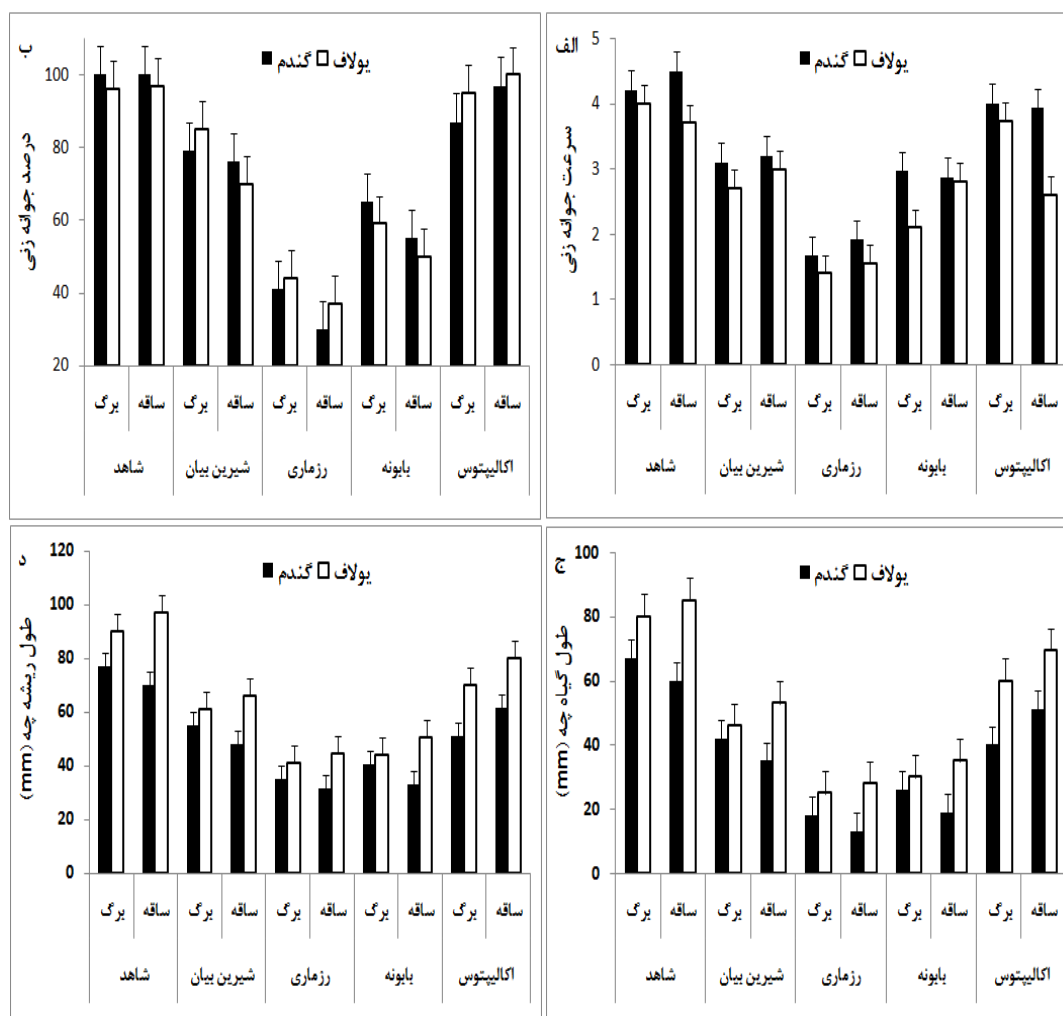 الف
یولاف گندم
سرعت جوانه زنی
5
4
3
2
1
0
ساقه برگ ساقه برگ ساقه برگ ساقه برگ ساقه برگ
اکالیپتوس بابونه رزماری شیرین بیان شاهد
یولاف گندم
درصد جوانه زنی
100
80
60
40
20
ساقه برگ ساقه برگ ساقه برگ ساقه برگ ساقه برگ
اکالیپتوس بابونه رزماری شیرین بیان شاهد
ج
یولاف گندم
طول گیاه چه (mm)
100
80
60
40
20
0
ساقه برگ ساقه برگ ساقه برگ ساقه برگ ساقه برگ
اکالیپتوس بابونه رزماری شیرین بیان شاهد
یولاف گندم
طول ریشه چه (mm)
120
100
80
60
40
20
0
ساقه برگ ساقه برگ ساقه برگ ساقه برگ ساقه برگ
اکالیپتوس بابونه رزماری شیرین بیان شاهد